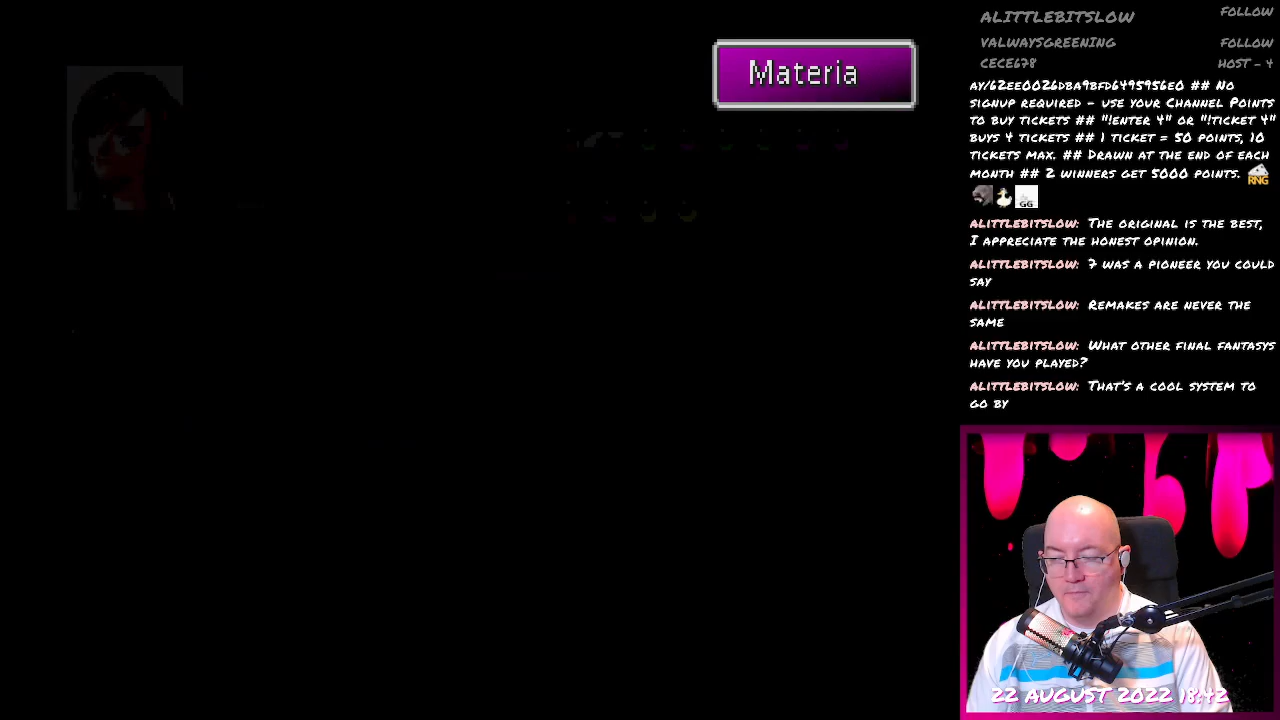 Materia
ALITTLEBITSLOW FOLLOW
VALWAYSGREENING FOLLOW
CECE678 HOST - 4
AY/62EE0026DBA9BFD6495956E0 ## NO
SIGNUP REQUIRED - USE YOUR CHANNEL POINTS
TO BUY TICKETS ## "!ENTER 4" OR "!TICKET 4"
BUYS 4 TICKETS ## 1 TICKET = 50 POINTS, 10
TICKETS MAX. ## DRAWN AT THE END OF EACH
MONTH ## 2 WINNERS GET 5000 POINTS.
RNG
GG
ALITTLEBITSLOW: THE ORIGINAL IS THE BEST,
I APPRECIATE THE HONEST OPINION.
ALITTLEBITSLOW: 7 WAS A PIONEER YOU COULD
SAY
ALITTLEBITSLOW: REMAKES ARE NEVER THE
SAME
ALITTLEBITSLOW: WHAT OTHER FINAL FANTASYS
HAVE YOU PLAYED?
ALITTLEBITSLOW: THAT'S A COOL SYSTEM TO
GO BY
22 AUGUST 2022 18:42